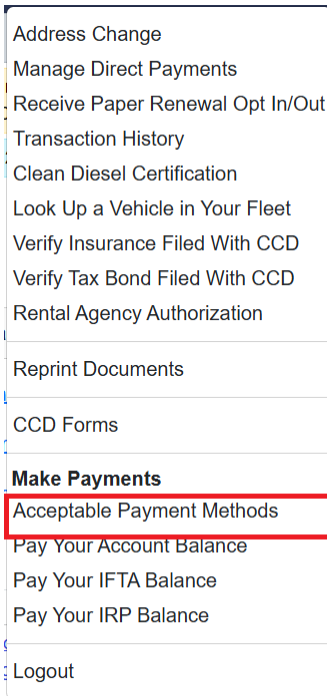 Address Change
Manage Direct Payments
Receive Paper Renewal Opt In/Out
Transaction History
Clean Diesel Certification
Look Up a Vehicle in Your Fleet
Verify Insurance Filed With CCD
Verify Tax Bond Filed With CCD
Rental Agency Authorization
Reprint Documents
CCD Forms
Make Payments
Acceptable Payment Methods
Pay Your Account Balance
Pay Your IFTA Balance
Pay Your IRP Balance
Logout